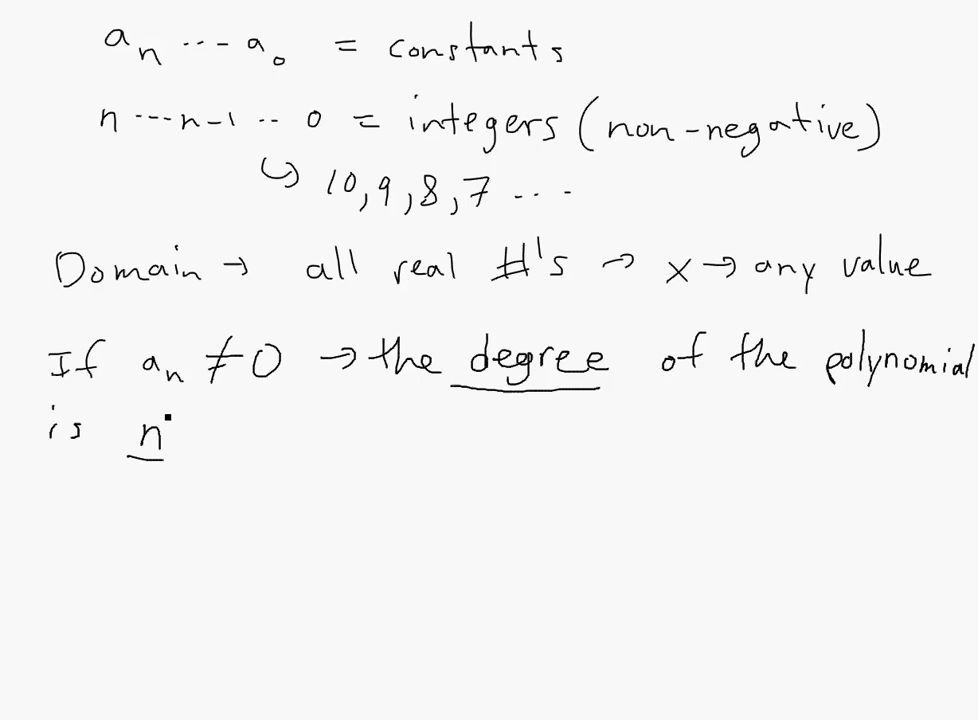 aₙ ... a₀ = constants
n ... n-1 .. 0 = integers (non-negative)
↪ 10, 9, 8, 7 ...
Domain → all real #'s → x → any value
If aₙ ≠ 0 → the degree of the polynomial
is n